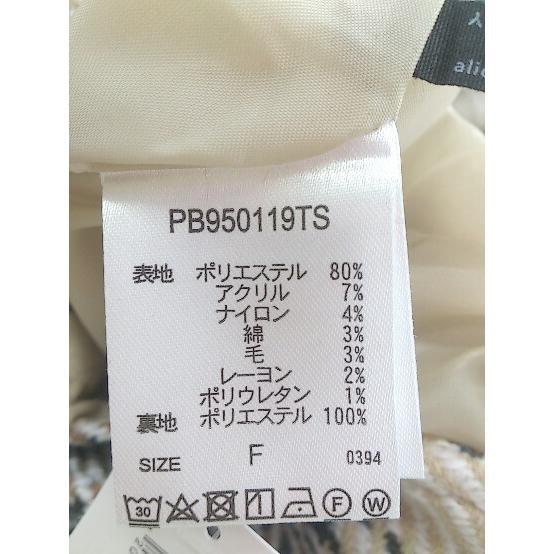 alic
PB950119TS
表地 ポリエステル 80%
アクリル 7%
ナイロン 4%
綿 3%
毛 3%
レーヨン 2%
ポリウレタン 1%
裏地 ポリエステル 100%
SIZE F 0394
30 F W